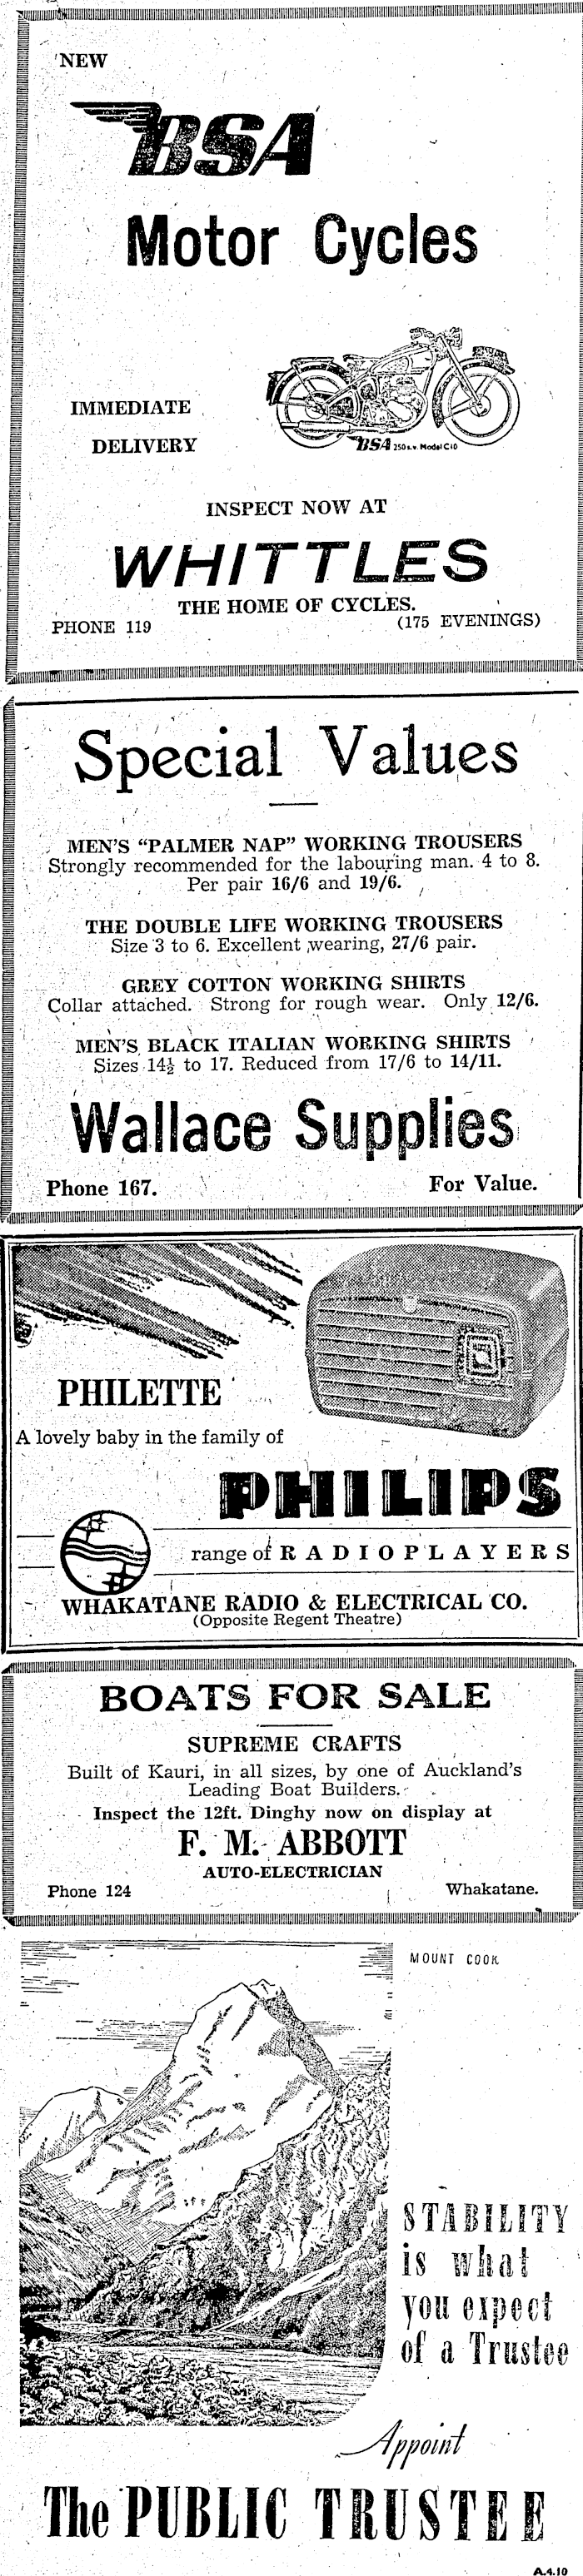 NEW
BSA
Motor Cycles
IMMEDIATE
DELIVERY
BSA 250 s.v. Model C10
INSPECT NOW AT
WHITTLES
THE HOME OF CYCLES.
PHONE 119 (175 EVENINGS)
Special Values
MEN'S "PALMER NAP" WORKING TROUSERS
Strongly recommended for the labouring man. 4 to 8.
Per pair 16/6 and 19/6.
THE DOUBLE LIFE WORKING TROUSERS
Size 3 to 6. Excellent wearing, 27/6 pair.
GREY COTTON WORKING SHIRTS
Collar attached. Strong for rough wear. Only 12/6.
MEN'S BLACK ITALIAN WORKING SHIRTS
Sizes 14½ to 17. Reduced from 17/6 to 14/11.
Wallace Supplies
Phone 167. For Value.
PHILETTE
A lovely baby in the family of
PHILIPS
range of RADIOPLAYERS
WHAKATANE RADIO & ELECTRICAL CO.
(Opposite Regent Theatre)
BOATS FOR SALE
SUPREME CRAFTS
Built of Kauri, in all sizes, by one of Auckland's
Leading Boat Builders.
Inspect the 12ft. Dinghy now on display at
F. M. ABBOTT
AUTO-ELECTRICIAN
Phone 124 Whakatane.
MOUNT COOK
STABILITY
is what
you expect
of a Trustee
Appoint
The PUBLIC TRUSTEE
A.4.10